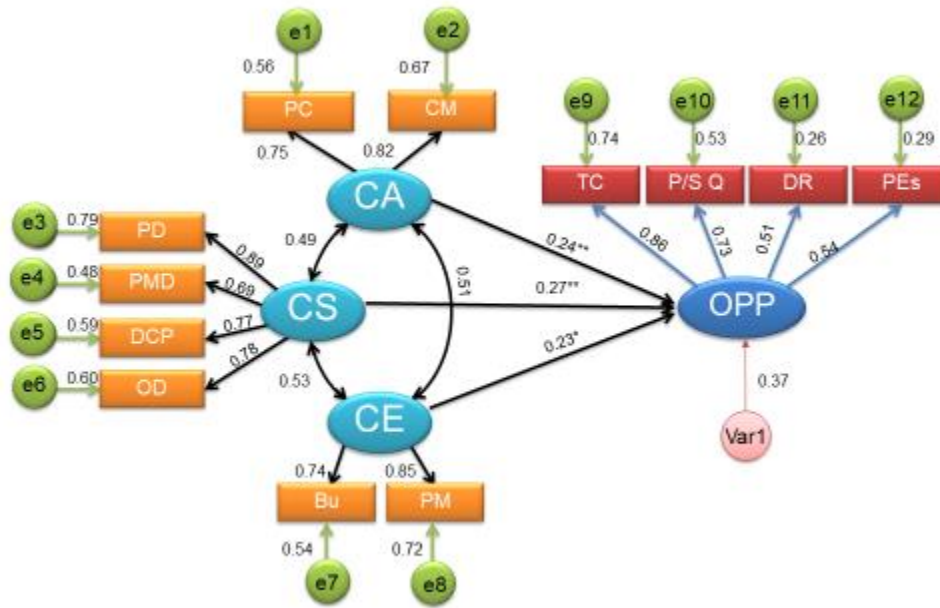 e1
e2
0.56
0.67
PC
CM
e9
e10
e11
e12
0.74
0.53
0.26
0.29
TC
P/S Q
DR
PEs
0.75
0.82
CA
e3
0.79
PD
e4
0.48
PMD
e5
0.59
DCP
e6
0.60
OD
0.89
0.69
0.77
0.78
CS
0.49
0.51
0.53
0.24**
0.27**
0.23*
0.86
0.73
0.51
0.54
OPP
0.37
Var1
CE
0.74
0.85
Bu
PM
0.54
0.72
e7
e8